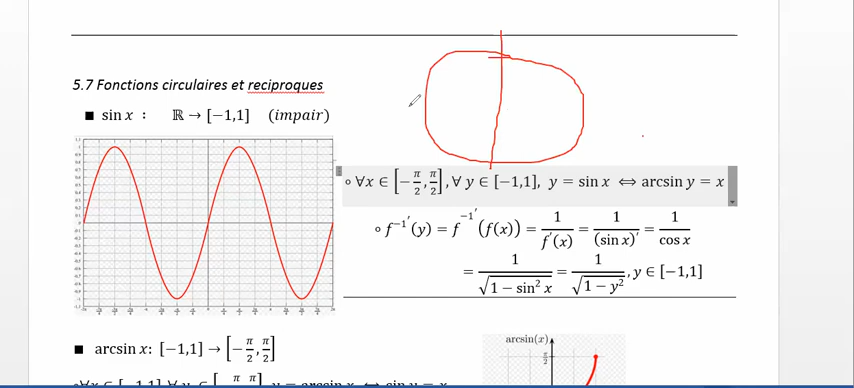 5.7 Fonctions circulaires et reciproques
■ sin x : ℝ → [−1,1] (impair)
∘ ∀x ∈ [−π/2, π/2], ∀ y ∈ [−1,1], y = sin x ⟺ arcsin y = x
∘ f⁻¹′(y) = f⁻¹′(f(x)) = 1/f′(x) = 1/(sin x)′ = 1/cos x
= 1/√(1 − sin² x) = 1/√(1 − y²), y ∈ [−1,1]
■ arcsin x: [−1,1] → [−π/2, π/2]
arcsin(x)
π/2